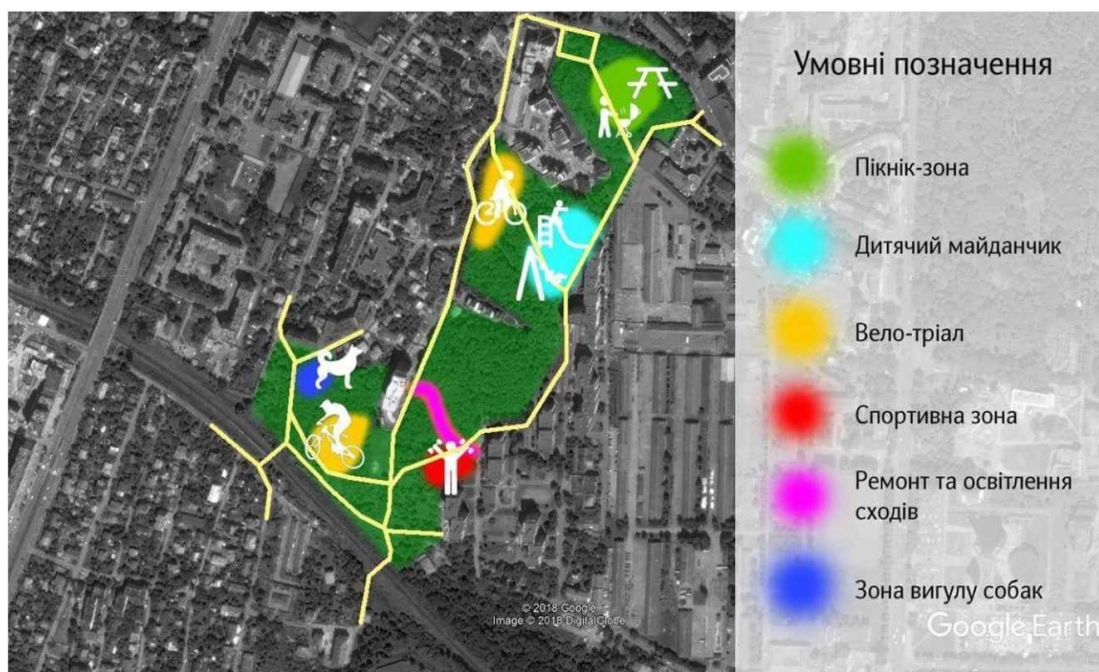 Умовні позначення
Пікнік-зона
Дитячий майданчик
Вело-тріал
Спортивна зона
Ремонт та освітлення
сходів
Зона вигулу собак
© 2018 Google
Image © 2018 DigitalGlobe
Google Earth